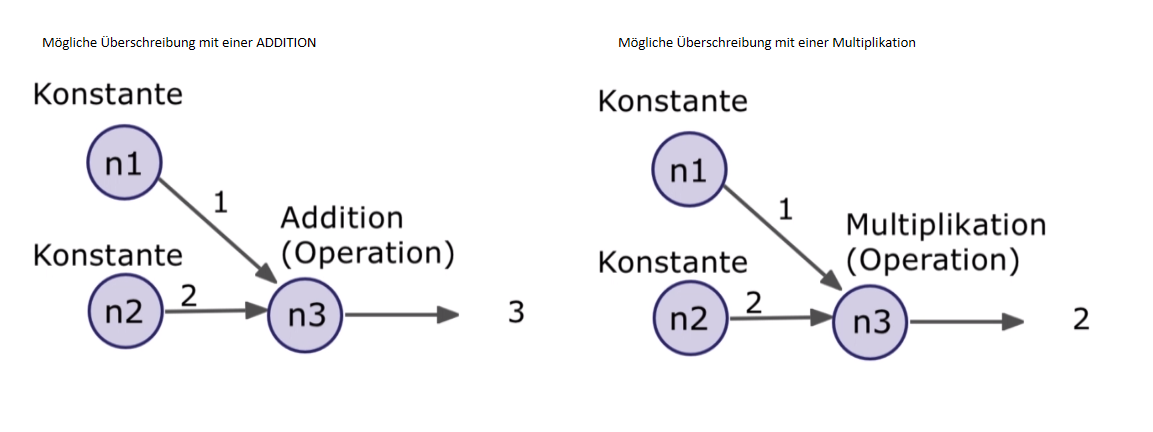 Mögliche Überschreibung mit einer ADDITION
Konstante
n1
1
Addition
(Operation)
Konstante
n2
2
n3
3
Mögliche Überschreibung mit einer Multiplikation
Konstante
n1
1
Multiplikation
(Operation)
Konstante
n2
2
n3
2